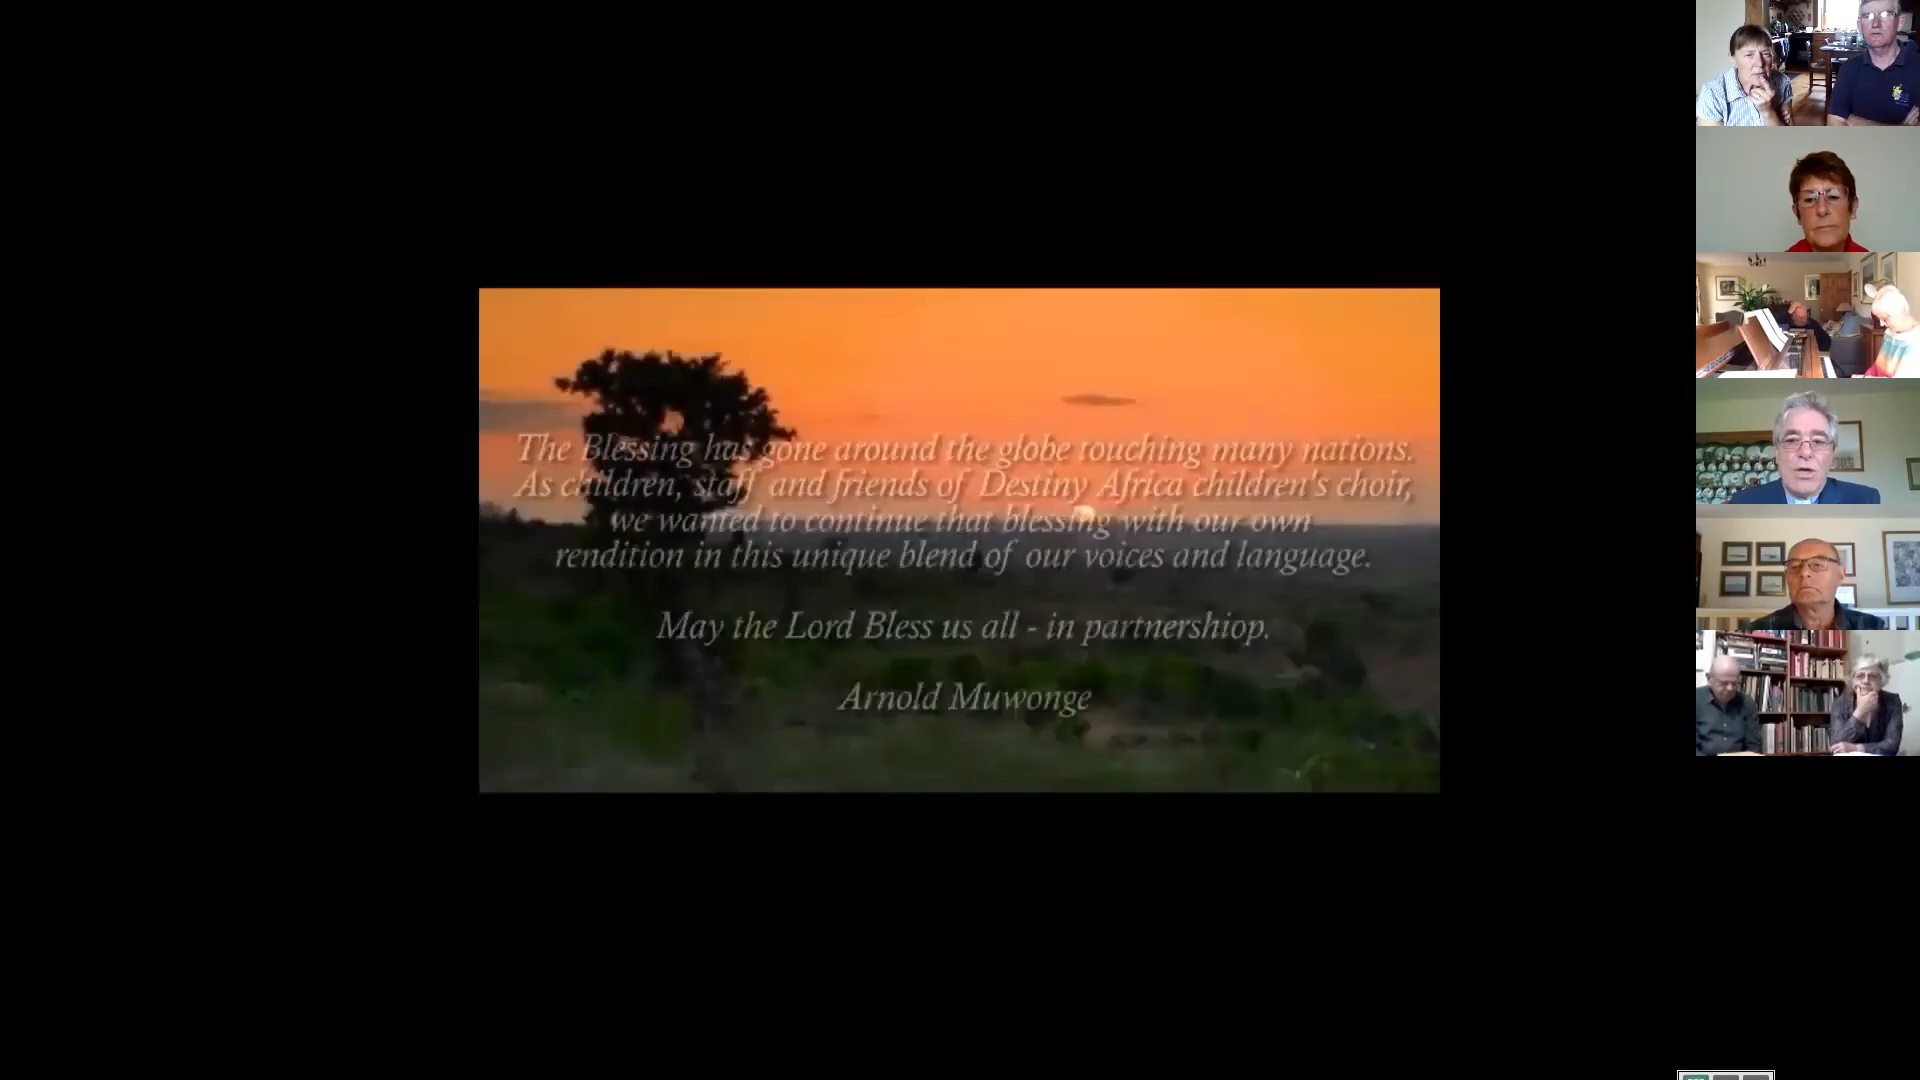 The Blessing has gone around the globe touching many nations.
As children, staff and friends of Destiny Africa children's choir,
we wanted to continue that blessing with our own
rendition in this unique blend of our voices and language.
May the Lord Bless us all - in partnershiop.
Arnold Muwonge